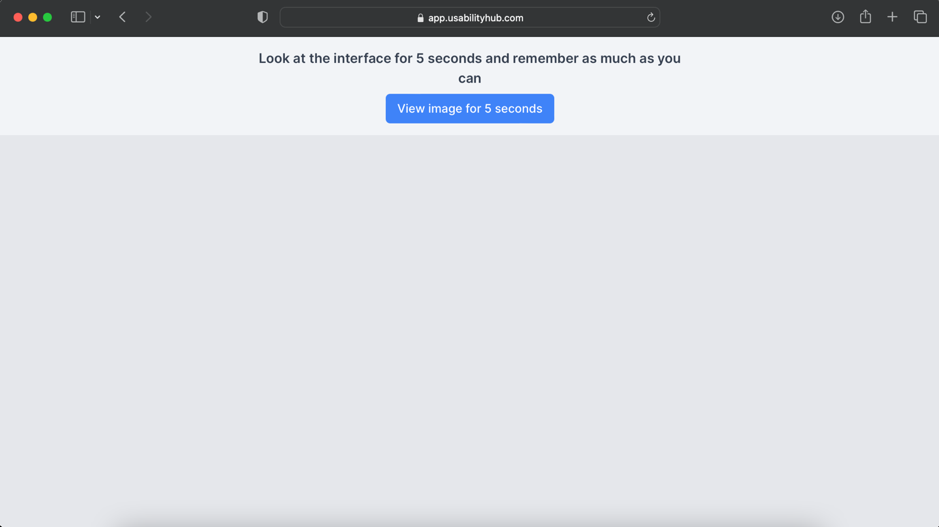 app.usabilityhub.com
Look at the interface for 5 seconds and remember as much as you
can
View image for 5 seconds